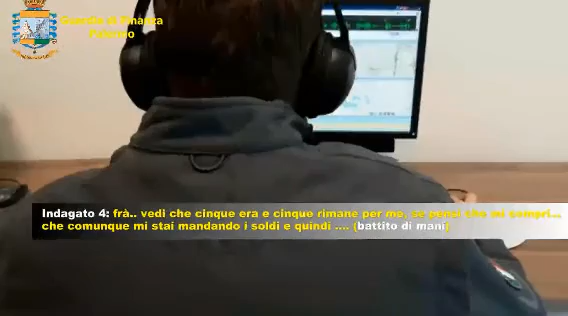 Guardia di Finanza
Palermo
Indagato 4: frà.. vedi che cinque era e cinque rimane per me, se pensi che mi compri...
che comunque mi stai mandando i soldi e quindi .... (battito di mani)